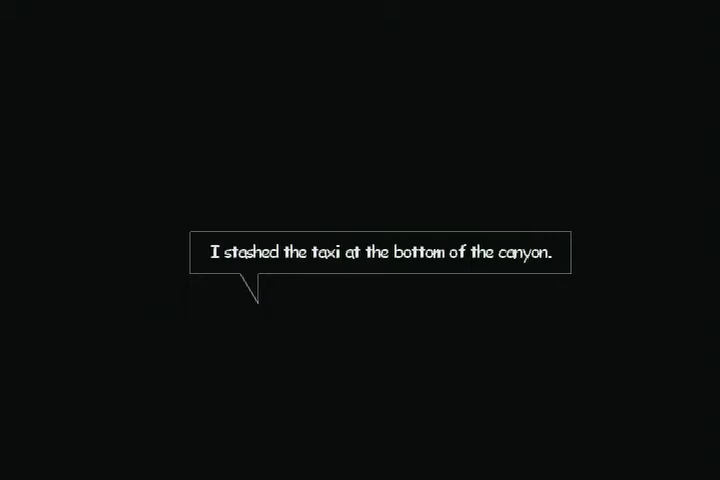 I stashed the taxi at the bottom of the canyon.